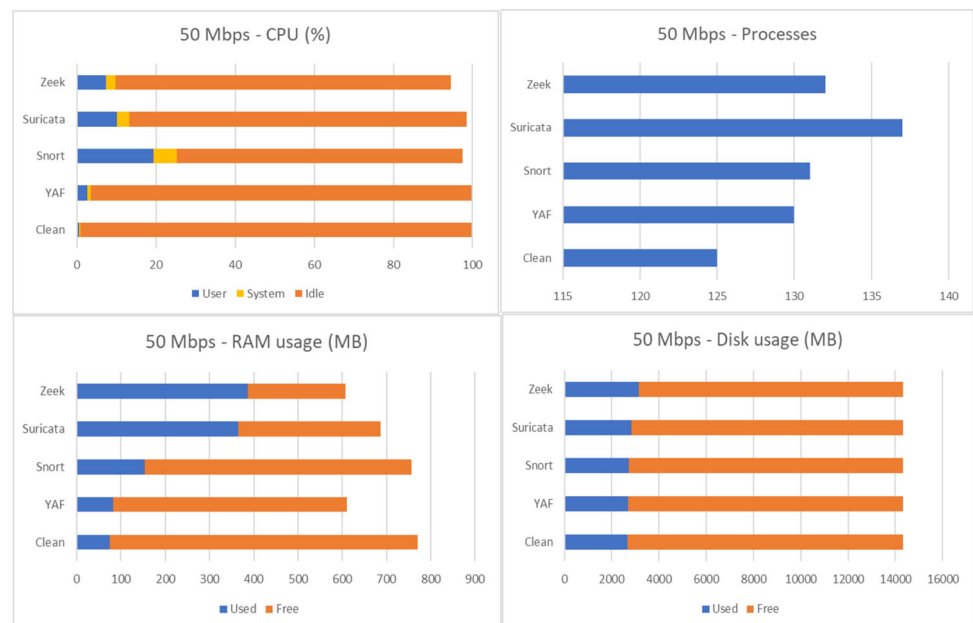 50 Mbps - CPU (%)
Zeek
Suricata
Snort
YAF
Clean
0 20 40 60 80 100
User System Idle
50 Mbps - Processes
Zeek
Suricata
Snort
YAF
Clean
115 120 125 130 135 140
50 Mbps - RAM usage (MB)
Zeek
Suricata
Snort
YAF
Clean
0 100 200 300 400 500 600 700 800 900
Used Free
50 Mbps - Disk usage (MB)
Zeek
Suricata
Snort
YAF
Clean
0 2000 4000 6000 8000 10000 12000 14000 16000
Used Free